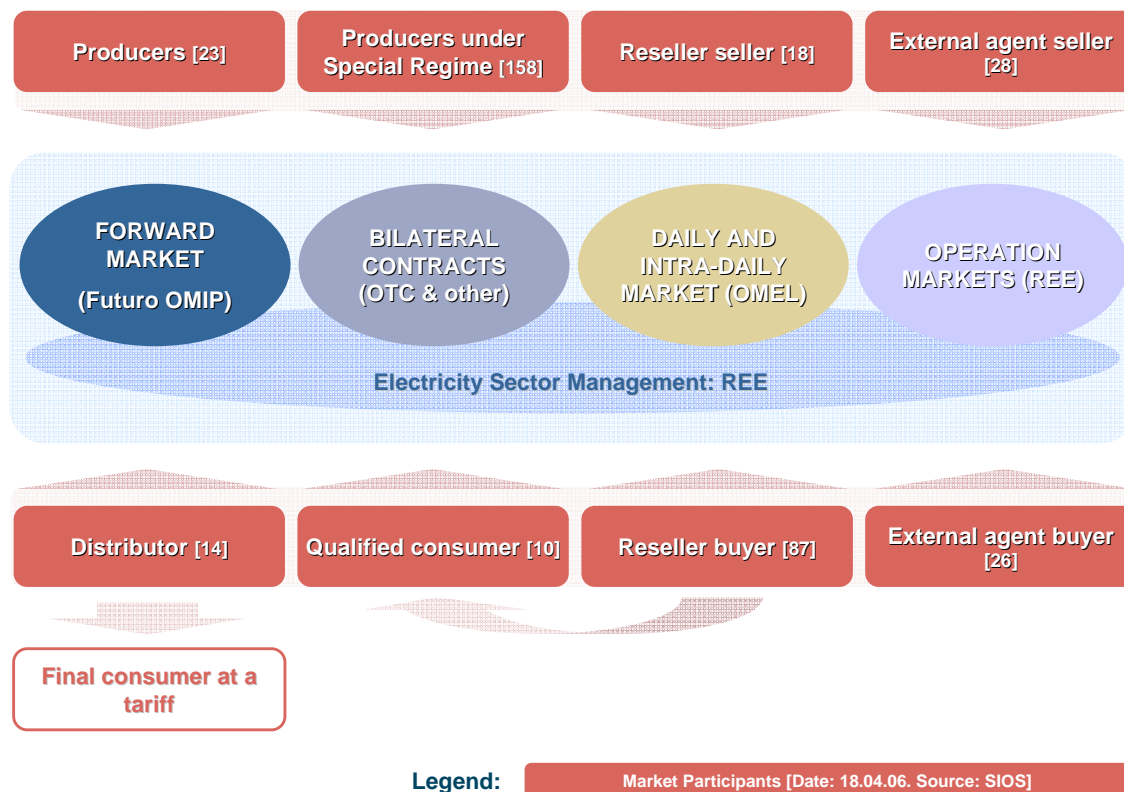 Producers [23]
Producers under
Special Regime [158]
Reseller seller [18]
External agent seller
[28]
FORWARD
MARKET
(Futuro OMIP)
BILATERAL
CONTRACTS
(OTC & other)
DAILY AND
INTRA-DAILY
MARKET (OMEL)
OPERATION
MARKETS (REE)
Electricity Sector Management: REE
Distributor [14]
Qualified consumer [10]
Reseller buyer [87]
External agent buyer
[26]
Final consumer at a
tariff
Legend:
Market Participants [Date: 18.04.06. Source: SIOS]